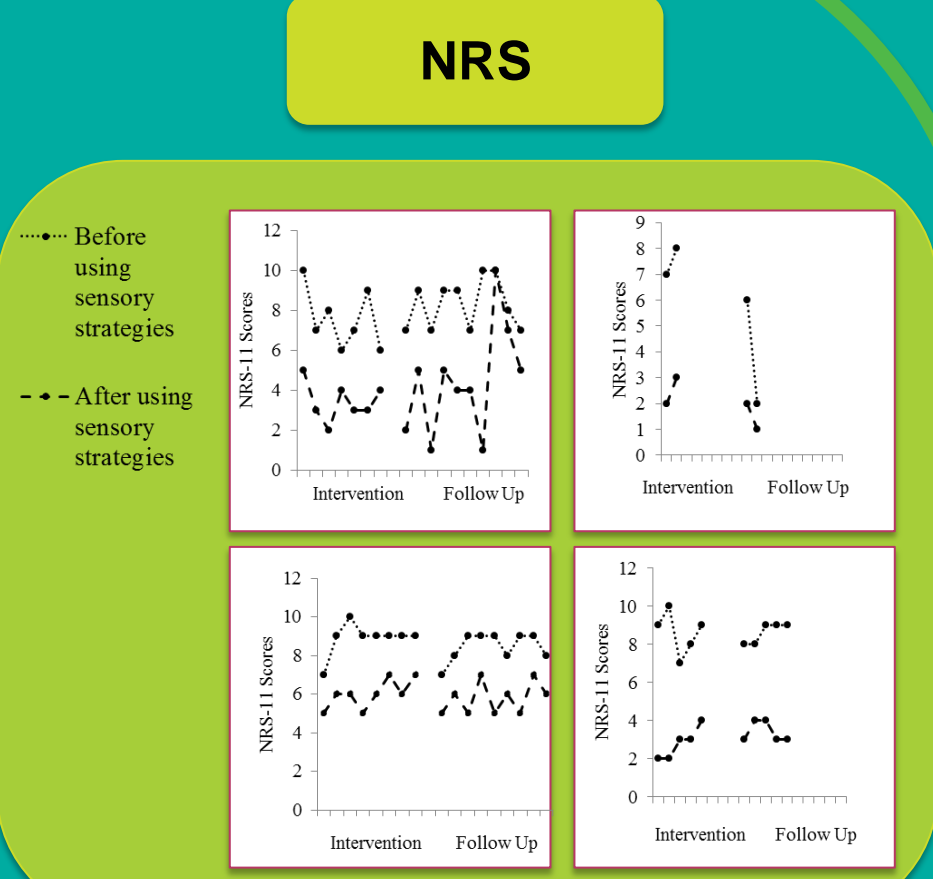 NRS
Before
using
sensory
strategies
After using
sensory
strategies
12
10
8
6
4
2
0
NRS-11 Scores
Intervention
Follow Up
9
8
7
6
5
4
3
2
1
0
NRS-11 Scores
Intervention
Follow Up
12
10
8
6
4
2
0
NRS-11 Scores
Intervention
Follow Up
12
10
8
6
4
2
0
NRS-11 Scores
Intervention
Follow Up